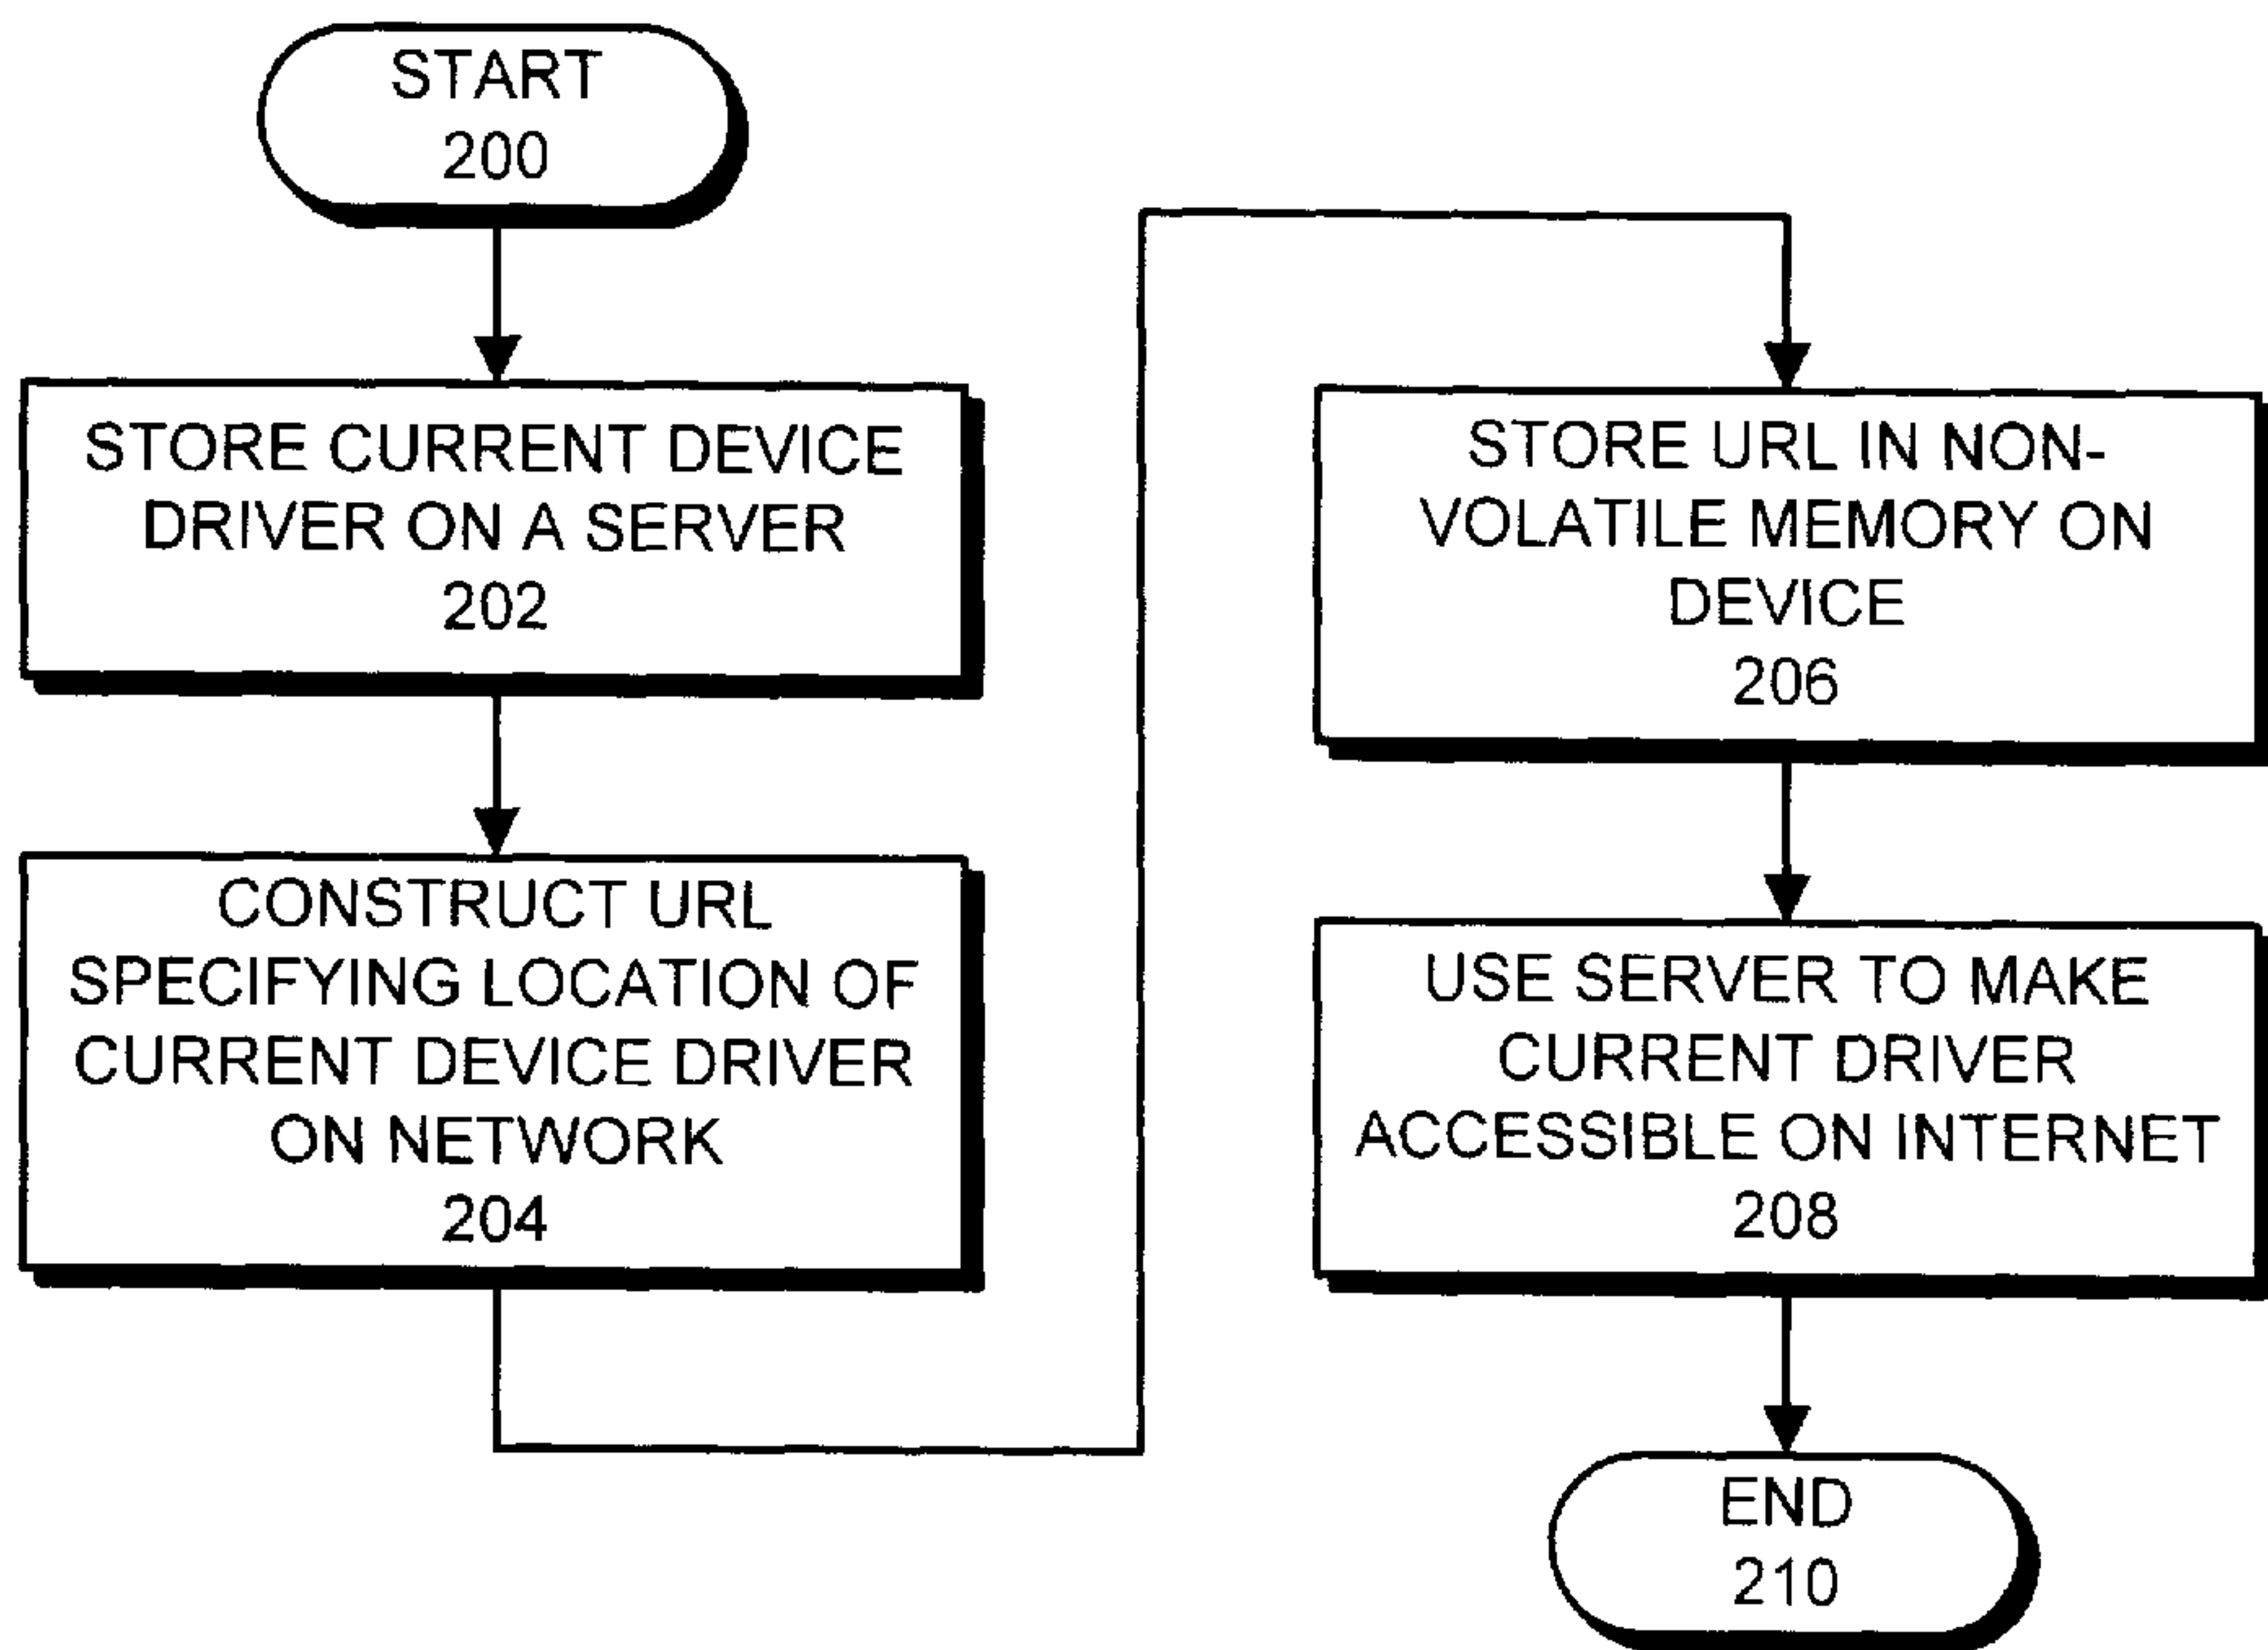 START
200
STORE CURRENT DEVICE
DRIVER ON A SERVER
202
CONSTRUCT URL
SPECIFYING LOCATION OF
CURRENT DEVICE DRIVER
ON NETWORK
204
STORE URL IN NON-
VOLATILE MEMORY ON
DEVICE
206
USE SERVER TO MAKE
CURRENT DRIVER
ACCESSIBLE ON INTERNET
208
END
210